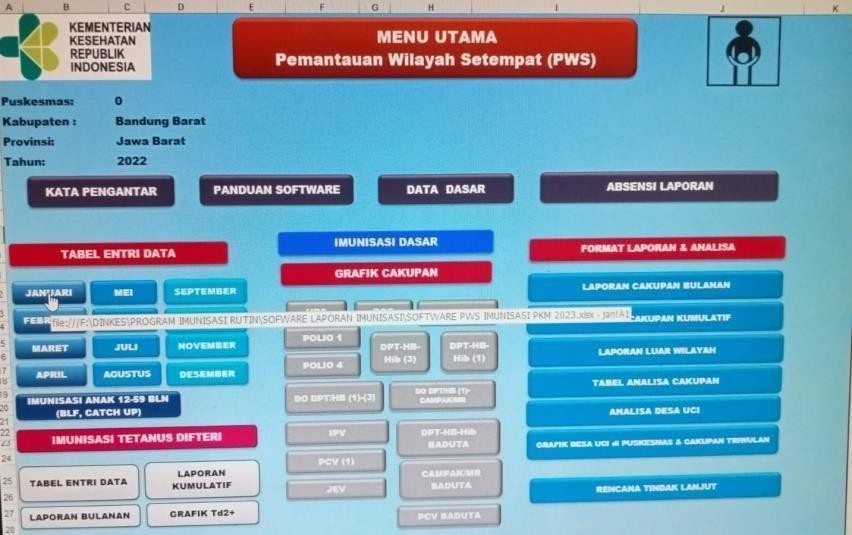 A B C D E F G H I J K
KEMENTERIAN
KESEHATAN
REPUBLIK
INDONESIA
MENU UTAMA
Pemantauan Wilayah Setempat (PWS)
Puskesmas: 0
Kabupaten : Bandung Barat
Provinsi: Jawa Barat
Tahun: 2022
KATA PENGANTAR
PANDUAN SOFTWARE
DATA DASAR
ABSENSI LAPORAN
TABEL ENTRI DATA
JANUARI MEI SEPTEMBER
FEBR
file:///F:\DINKES\PROGRAM IMUNISASI RUTIN\SOFWARE LAPORAN IMUNISASI\SOFTWARE PWS IMUNISASI PKM 2023.xlsx - jan!A1
MARET JULI NOVEMBER
APRIL AGUSTUS DESEMBER
IMUNISASI ANAK 12-59 BLN
(BLF, CATCH UP)
IMUNISASI TETANUS DIFTERI
TABEL ENTRI DATA
LAPORAN
KUMULATIF
LAPORAN BULANAN
GRAFIK Td2+
IMUNISASI DASAR
GRAFIK CAKUPAN
POLIO 1
POLIO 4
DPT-HB-
Hib (3)
DPT-HB-
Hib (1)
DO DPT/HB (1)-(3)
DO DPT/HB (1)-
CAMPAK/MR
IPV
DPT-HB-Hib
BADUTA
PCV (1)
CAMPAK/MR
BADUTA
JEV
PCV BADUTA
FORMAT LAPORAN & ANALISA
LAPORAN CAKUPAN BULANAN
CAKUPAN KUMULATIF
LAPORAN LUAR WILAYAH
TABEL ANALISA CAKUPAN
ANALISA DESA UCI
GRAFIK DESA UCI di PUSKESMAS & CAKUPAN TRIWULAN
RENCANA TINDAK LANJUT